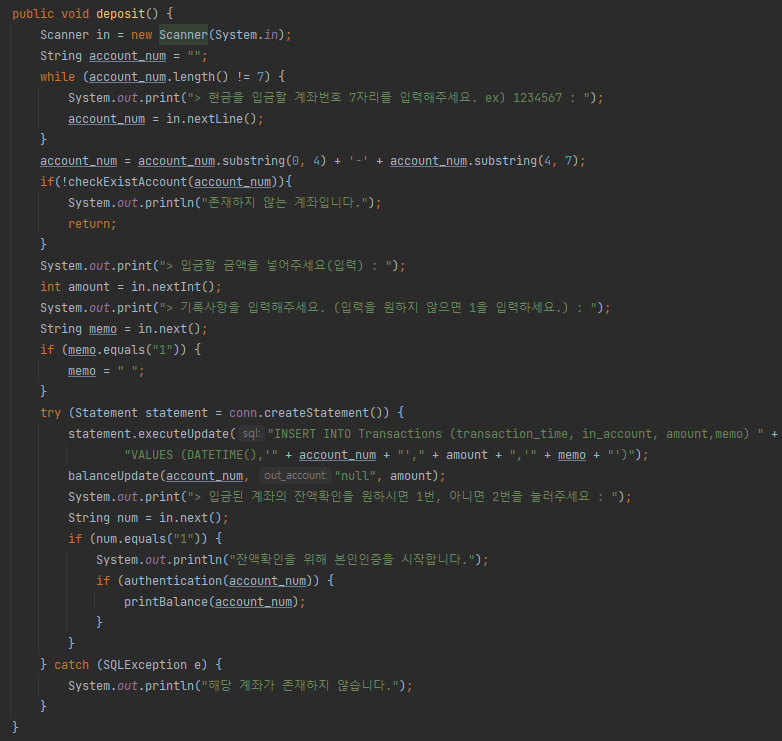 public void deposit() {
Scanner in = new Scanner(System.in);
String account_num = "";
while (account_num.length() != 7) {
System.out.print("> 현금을 입금할 계좌번호 7자리를 입력해주세요. ex) 1234567 : ");
account_num = in.nextLine();
}
account_num = account_num.substring(0, 4) + '-' + account_num.substring(4, 7);
if(!checkExistAccount(account_num)){
System.out.println("존재하지 않는 계좌입니다.");
return;
}
System.out.print("> 입금할 금액을 넣어주세요(입력) : ");
int amount = in.nextInt();
System.out.print("> 기록사항을 입력해주세요. (입력을 원하지 않으면 1을 입력하세요.) : ");
String memo = in.next();
if (memo.equals("1")) {
memo = " ";
}
try (Statement statement = conn.createStatement()) {
statement.executeUpdate( sql: "INSERT INTO Transactions (transaction_time, in_account, amount,memo) " +
"VALUES (DATETIME(),'" + account_num + "'," + amount + ",'" + memo + "')");
balanceUpdate(account_num, out_account: "null", amount);
System.out.print("> 입금된 계좌의 잔액확인을 원하시면 1번, 아니면 2번을 눌러주세요 : ");
String num = in.next();
if (num.equals("1")) {
System.out.println("잔액확인을 위해 본인인증을 시작합니다.");
if (authentication(account_num)) {
printBalance(account_num);
}
}
} catch (SQLException e) {
System.out.println("해당 계좌가 존재하지 않습니다.");
}
}